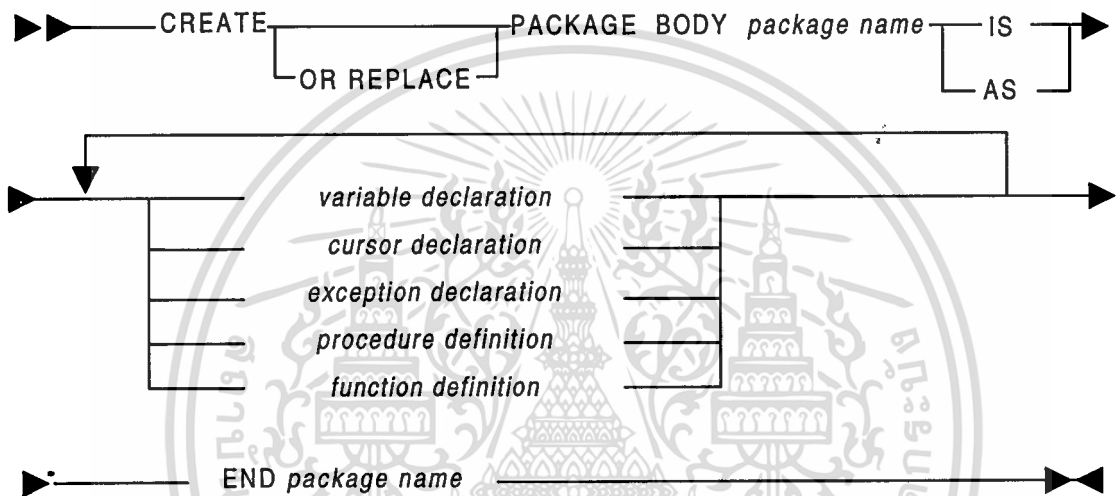 CREATE PACKAGE BODY package name IS
OR REPLACE AS
variable declaration
cursor declaration
exception declaration
procedure definition
function definition
END package name